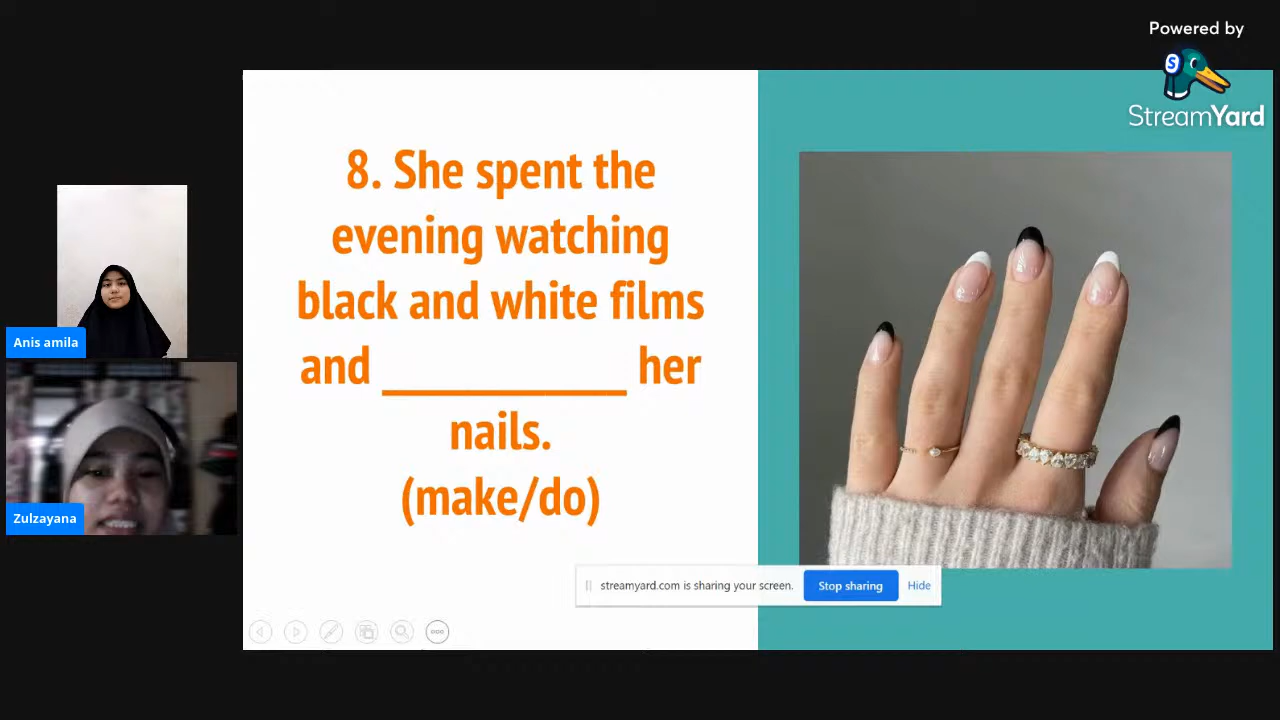 Powered by
StreamYard
8. She spent the
evening watching
black and white films
and __________ her
nails.
(make/do)
Anis amila
Zulzayana
streamyard.com is sharing your screen.
Stop sharing
Hide